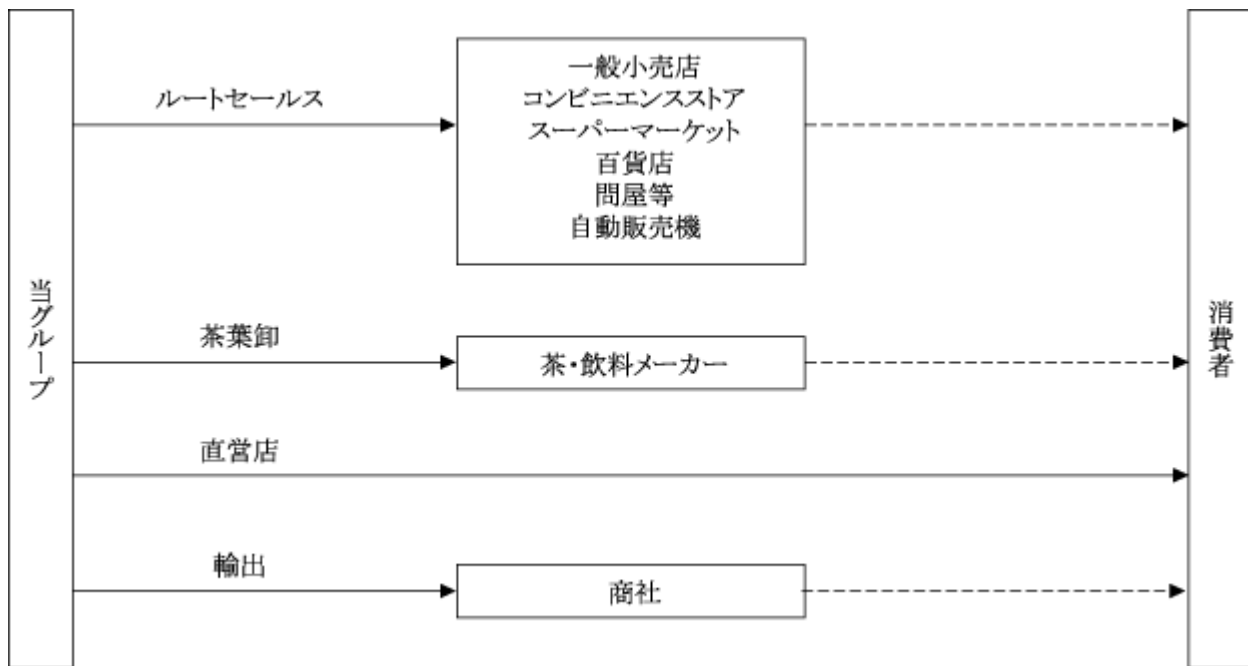 当グループ
ルートセールス
一般小売店
コンビニエンスストア
スーパーマーケット
百貨店
問屋等
自動販売機
茶葉卸
茶・飲料メーカー
直営店
輸出
商社
消費者